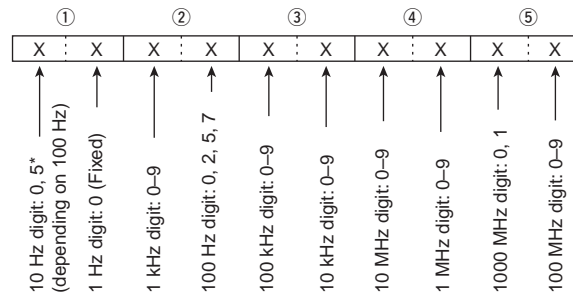 ① ② ③ ④ ⑤
X X X X X X X X X X
10 Hz digit: 0, 5*
(depending on 100 Hz)
1 Hz digit: 0 (Fixed)
1 kHz digit: 0–9
100 Hz digit: 0, 2, 5, 7
100 kHz digit: 0–9
10 kHz digit: 0–9
10 MHz digit: 0–9
1 MHz digit: 0–9
1000 MHz digit: 0, 1
100 MHz digit: 0–9